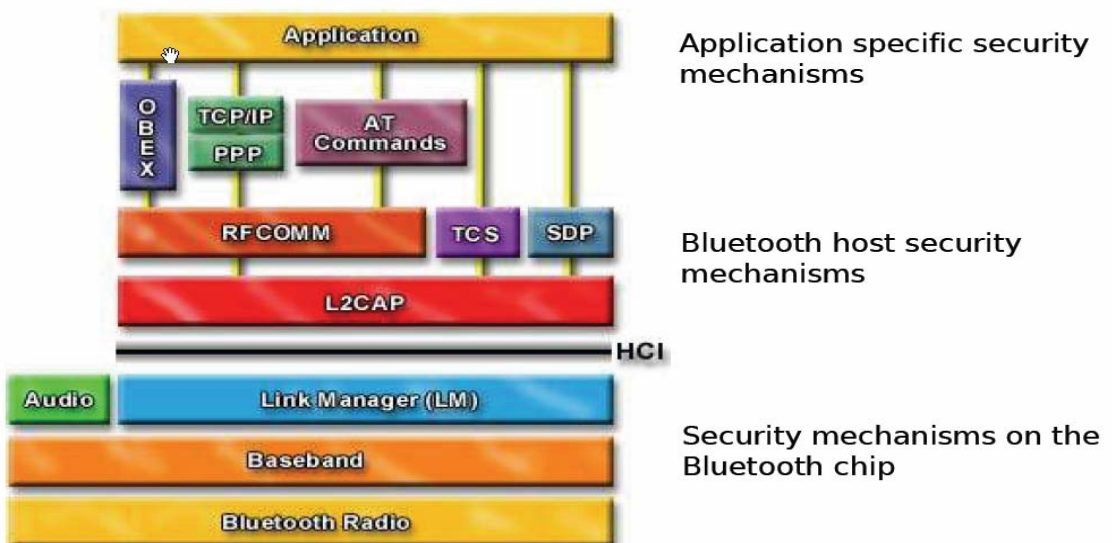 Application
Application specific security
mechanisms
O
B
E
X
TCP/IP
PPP
AT
Commands
RFCOMM
TCS
SDP
Bluetooth host security
mechanisms
L2CAP
HCI
Audio
Link Manager (LM)
Baseband
Security mechanisms on the
Bluetooth chip
Bluetooth Radio